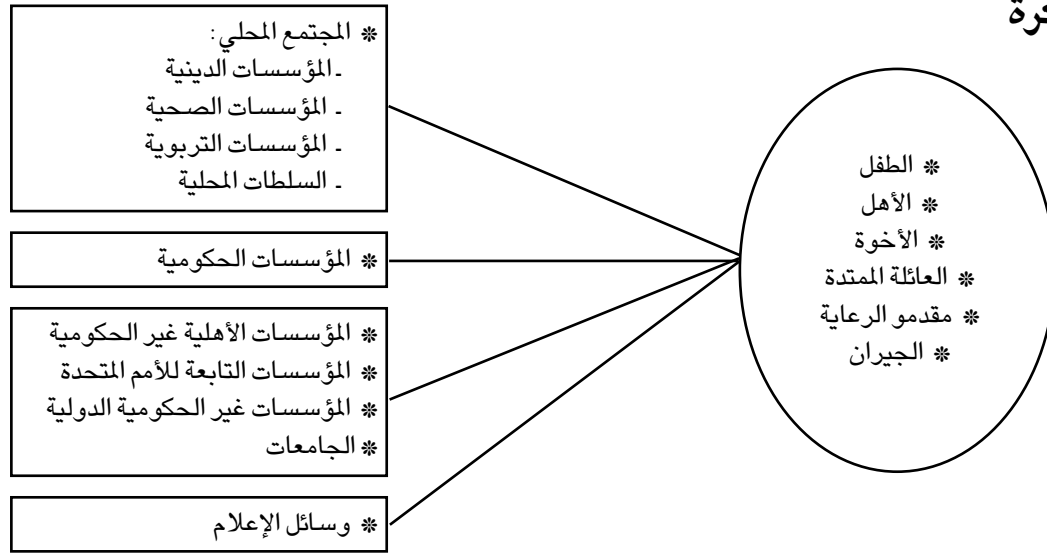 * المجتمع المحلي:
ـ المؤسسات الدينية
ـ المؤسسات الصحية
ـ المؤسسات التربوية
ـ السلطات المحلية
* المؤسسات الحكومية
* المؤسسات الأهلية غير الحكومية
* المؤسسات التابعة للأمم المتحدة
* المؤسسات غير الحكومية الدولية
* الجامعات
* وسائل الإعلام
* الطفل
* الأهل
* الأخوة
* العائلة الممتدة
* مقدمو الرعاية
* الجيران